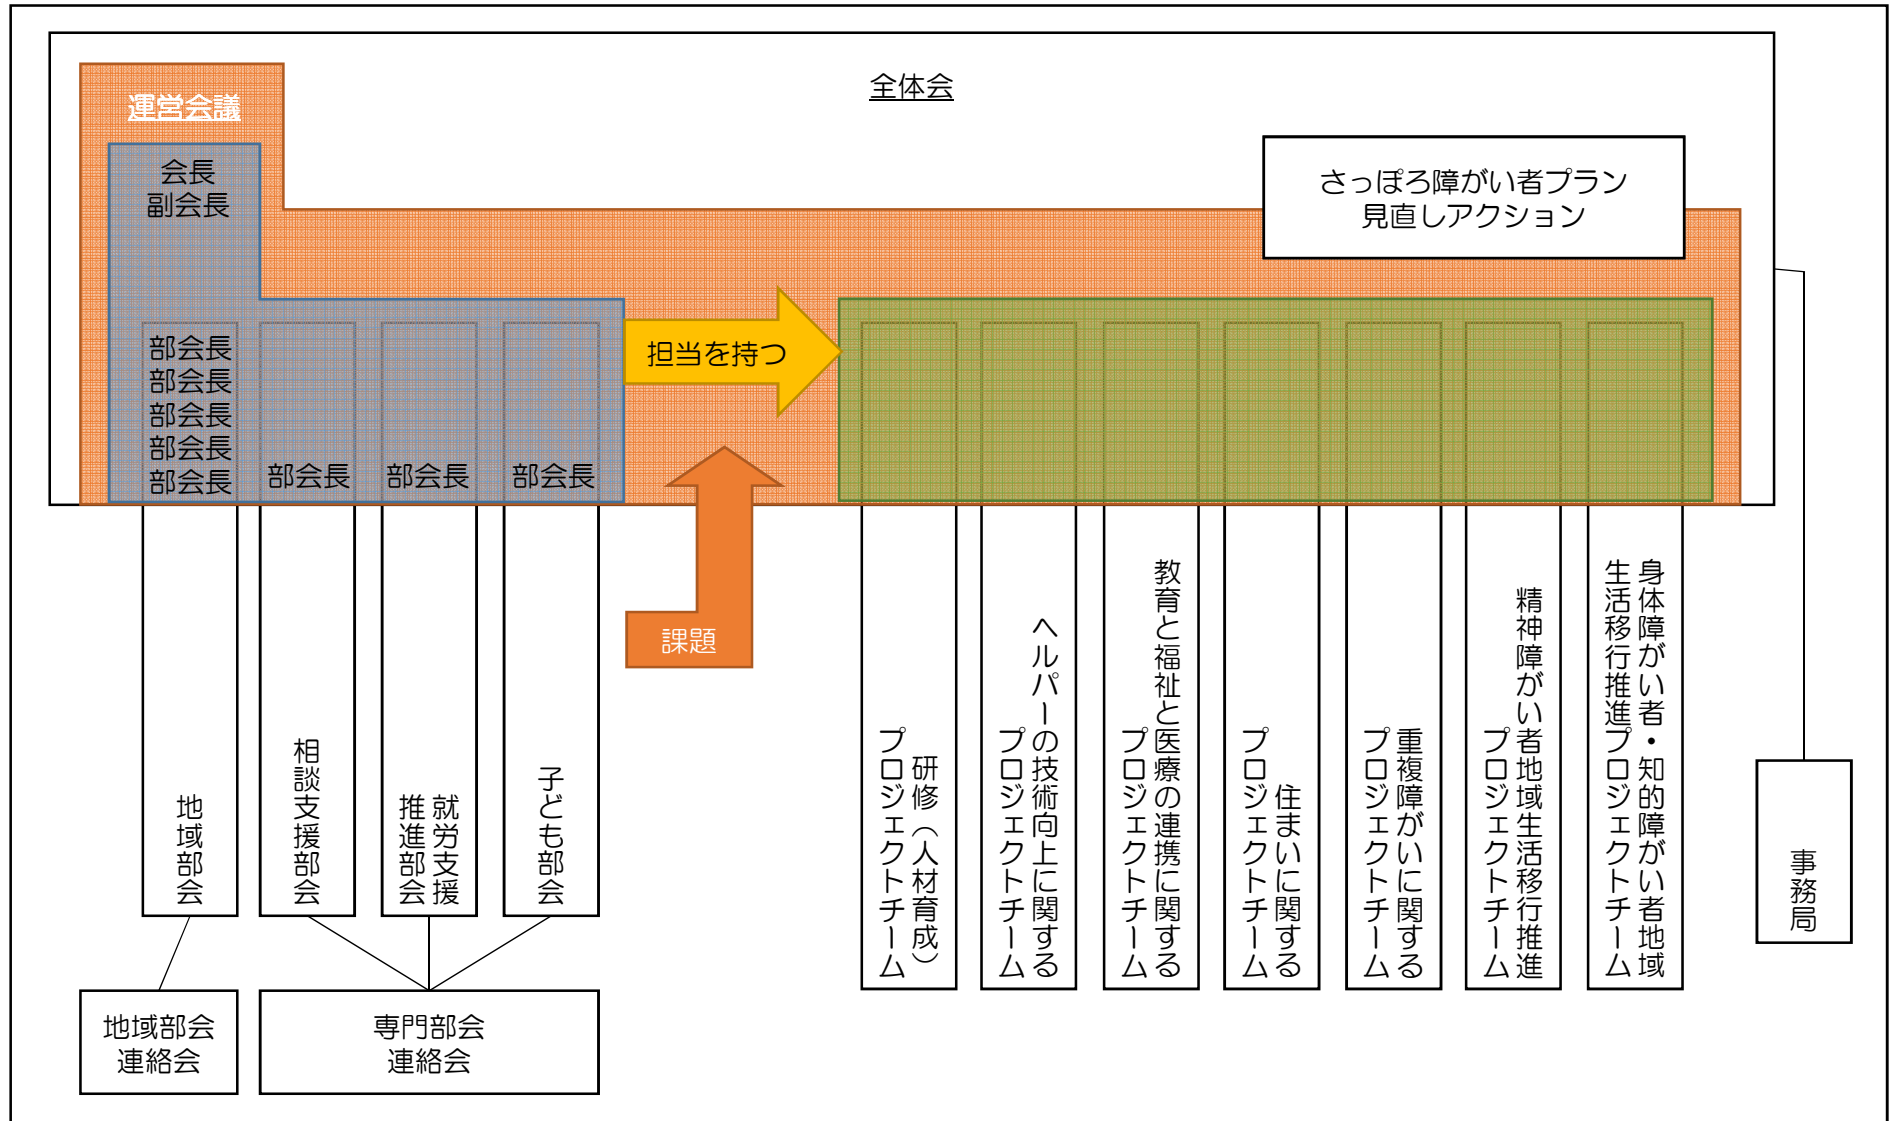 全体会
運営会議
会長
副会長
さっぽろ障がい者プラン
見直しアクション
部会長
部会長
部会長
部会長
部会長
部会長
部会長
部会長
担当を持つ
課題
地域部会
相談支援部会
就労支援
推進部会
子ども部会
研修（人材育成）
プロジェクトチーム
ヘルパーの技術向上に関する
プロジェクトチーム
教育と福祉と医療の連携に関する
プロジェクトチーム
住まいに関する
プロジェクトチーム
重複障がいに関する
プロジェクトチーム
精神障がい者地域生活移行推進
プロジェクトチーム
身体障がい者・知的障がい者地域
生活移行推進プロジェクトチーム
事務局
地域部会
連絡会
専門部会
連絡会